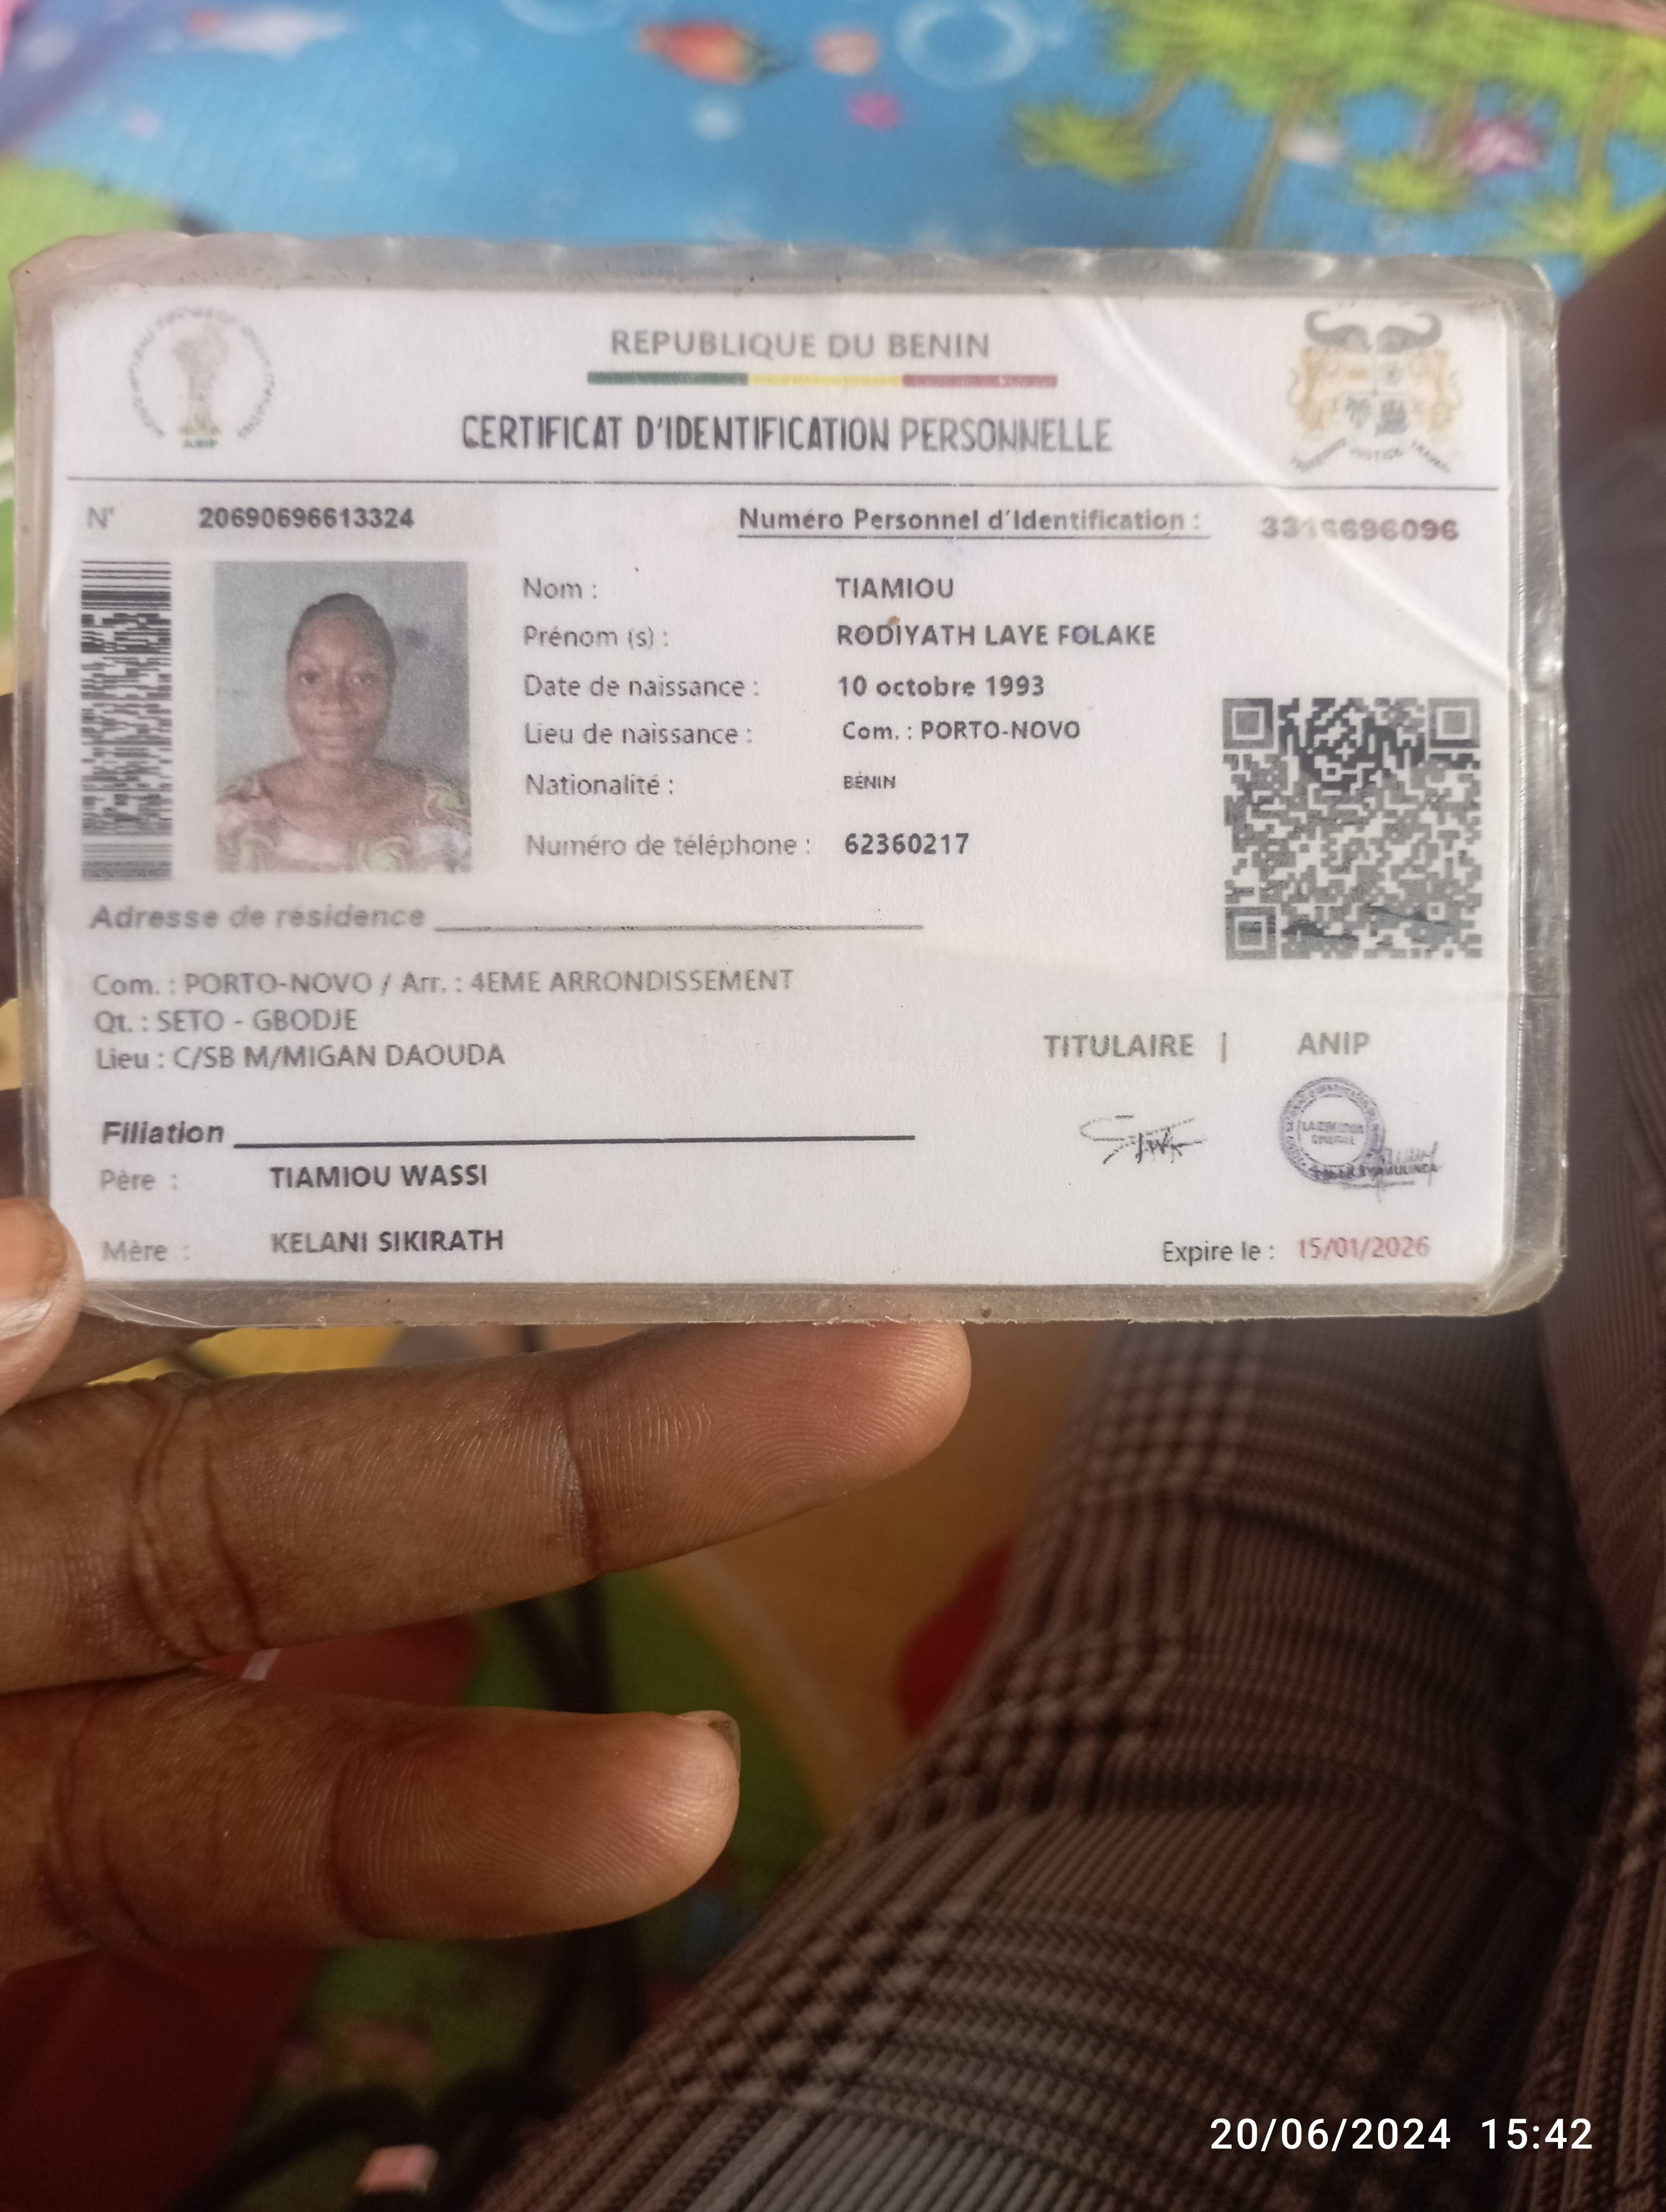 REPUBLIQUE DU BENIN
CERTIFICAT D'IDENTIFICATION PERSONNELLE
ANIP
N° 20690696613324
Numéro Personnel d'Identification : 3316696096
Nom : TIAMIOU
Prénom (s) : RODIYATH LAYE FOLAKE
Date de naissance : 10 octobre 1993
Lieu de naissance : Com. : PORTO-NOVO
Nationalité : BÉNIN
Numéro de téléphone : 62360217
Adresse de résidence
Com. : PORTO-NOVO / Arr. : 4EME ARRONDISSEMENT
Qt. : SETO - GBODJE
Lieu : C/SB M/MIGAN DAOUDA
TITULAIRE | ANIP
Filiation
Père : TIAMIOU WASSI
Mère : KELANI SIKIRATH
Expire le : 15/01/2026
20/06/2024 15:42